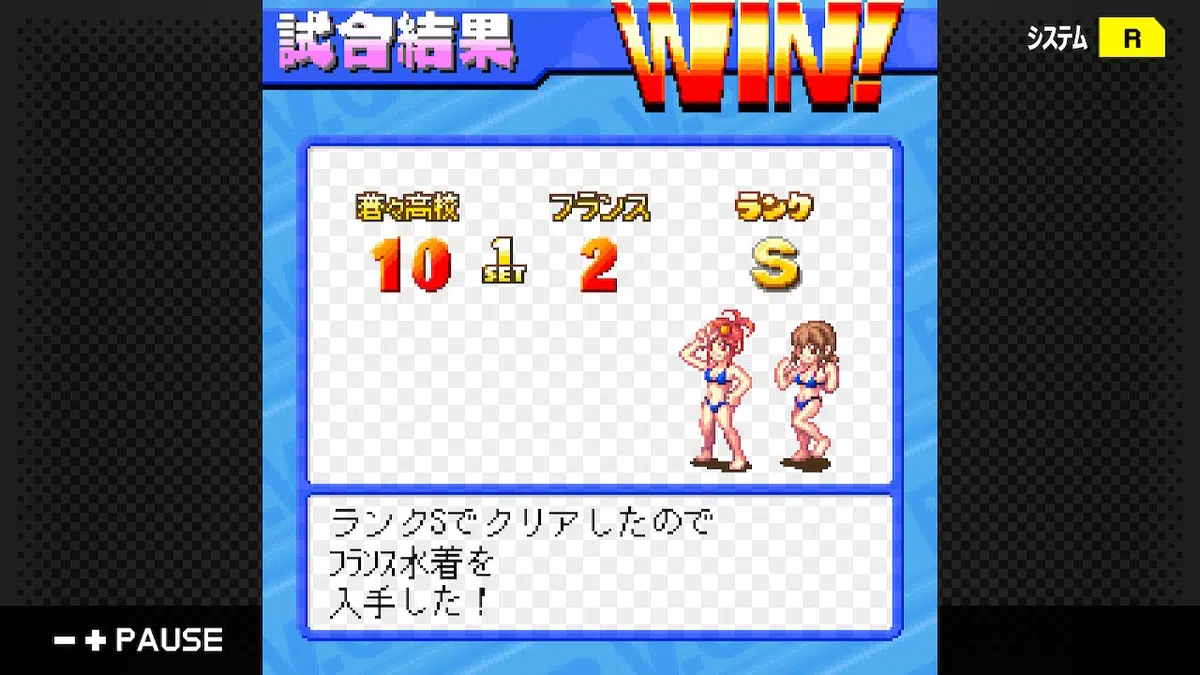 試合結果
WIN!
システム R
蒼々高校
フランス
ランク
10
1
SET
2
S
ランクSでクリアしたので
フランス水着を
入手した！
-+PAUSE